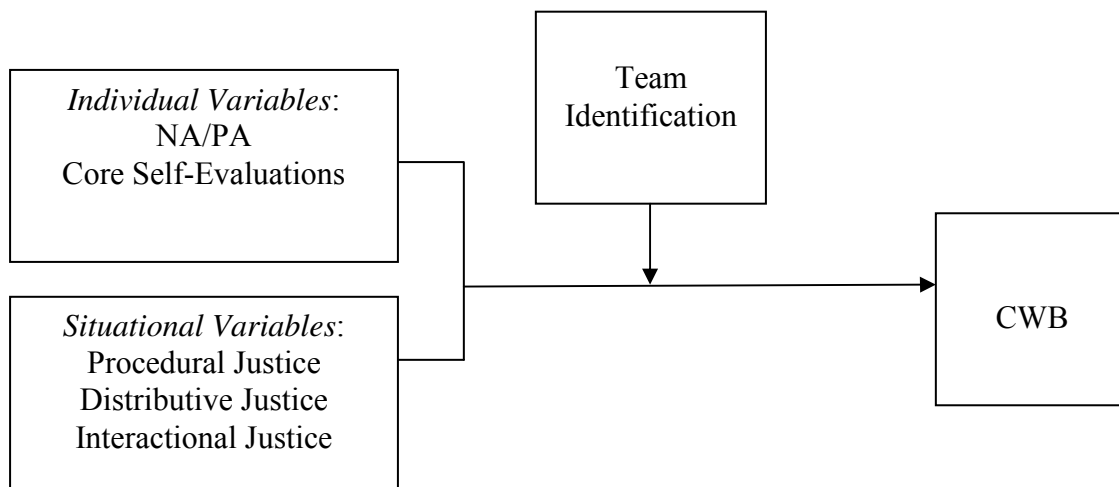 Team
Identification
Individual Variables:
NA/PA
Core Self-Evaluations
Situational Variables:
Procedural Justice
Distributive Justice
Interactional Justice
CWB